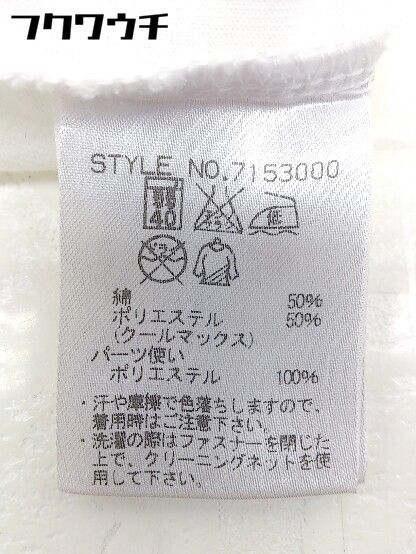 フクワウチ
STYLE NO.7153000
40
低
綿 50%
ポリエステル 50%
(クールマックス)
パーツ使い
ポリエステル 100%
・汗や摩擦で色落ちしますので、
着用時はご注意下さい。
・洗濯の際はファスナーを閉じた
上で、クリーニングネットを使
用して下さい。